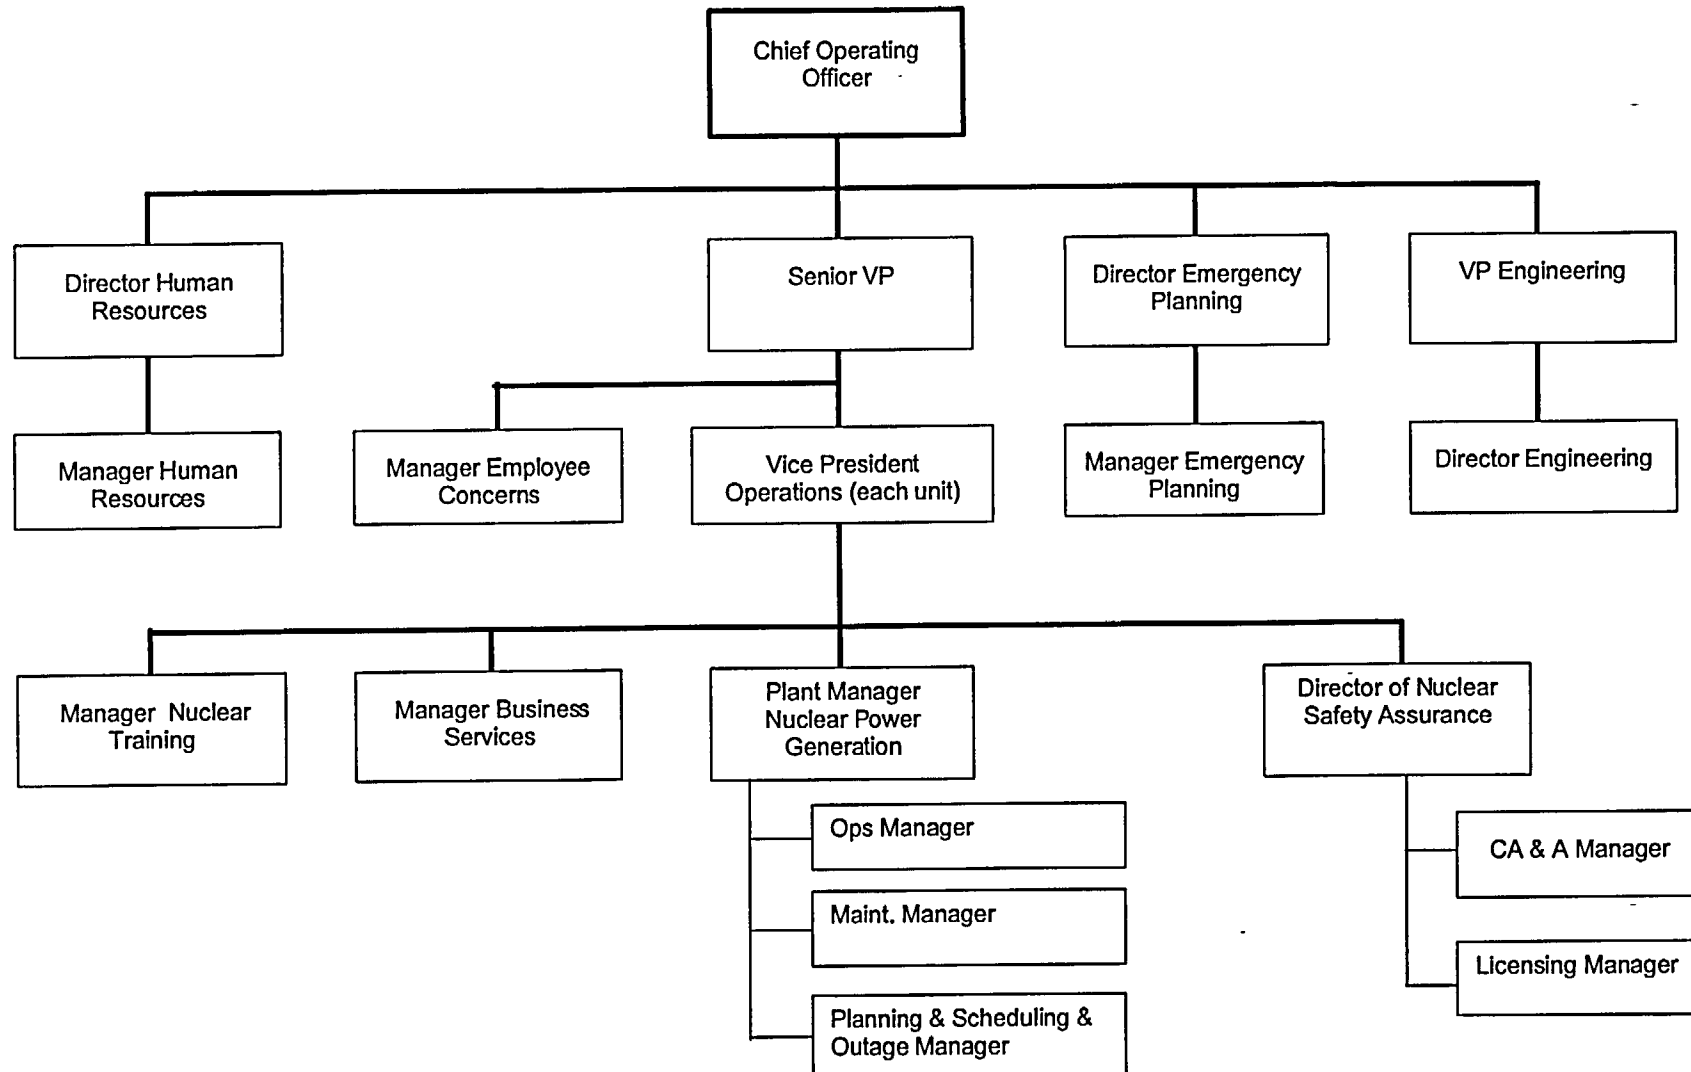 Chief Operating
Officer
Director Human
Resources
Senior VP
Director Emergency
Planning
VP Engineering
Manager Human
Resources
Manager Employee
Concerns
Vice President
Operations (each unit)
Manager Emergency
Planning
Director Engineering
Manager Nuclear
Training
Manager Business
Services
Plant Manager
Nuclear Power
Generation
Director of Nuclear
Safety Assurance
Ops Manager
CA & A Manager
Maint. Manager
Licensing Manager
Planning & Scheduling &
Outage Manager